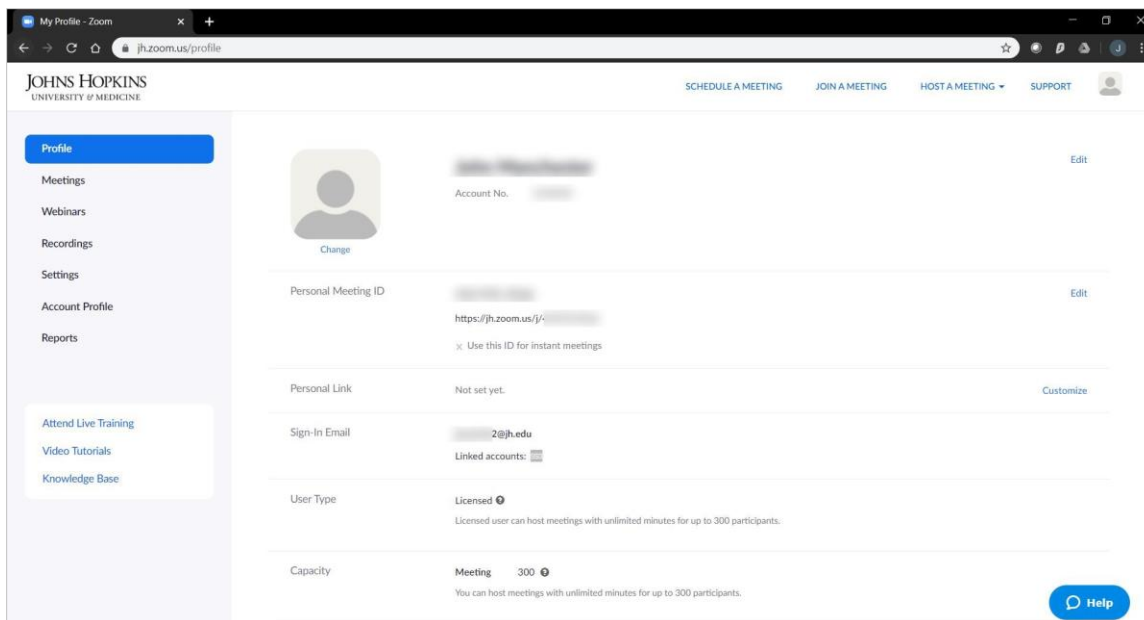 My Profile - Zoom
jh.zoom.us/profile
JOHNS HOPKINS
UNIVERSITY & MEDICINE
SCHEDULE A MEETING JOIN A MEETING HOST A MEETING SUPPORT
Profile
Meetings
Webinars
Recordings
Settings
Account Profile
Reports
Attend Live Training
Video Tutorials
Knowledge Base
Change
Account No.
Edit
Personal Meeting ID
https://jh.zoom.us/j/
× Use this ID for instant meetings
Edit
Personal Link Not set yet. Customize
Sign-In Email 2@jh.edu
Linked accounts:
User Type Licensed
Licensed user can host meetings with unlimited minutes for up to 300 participants.
Capacity Meeting 300
You can host meetings with unlimited minutes for up to 300 participants.
Help